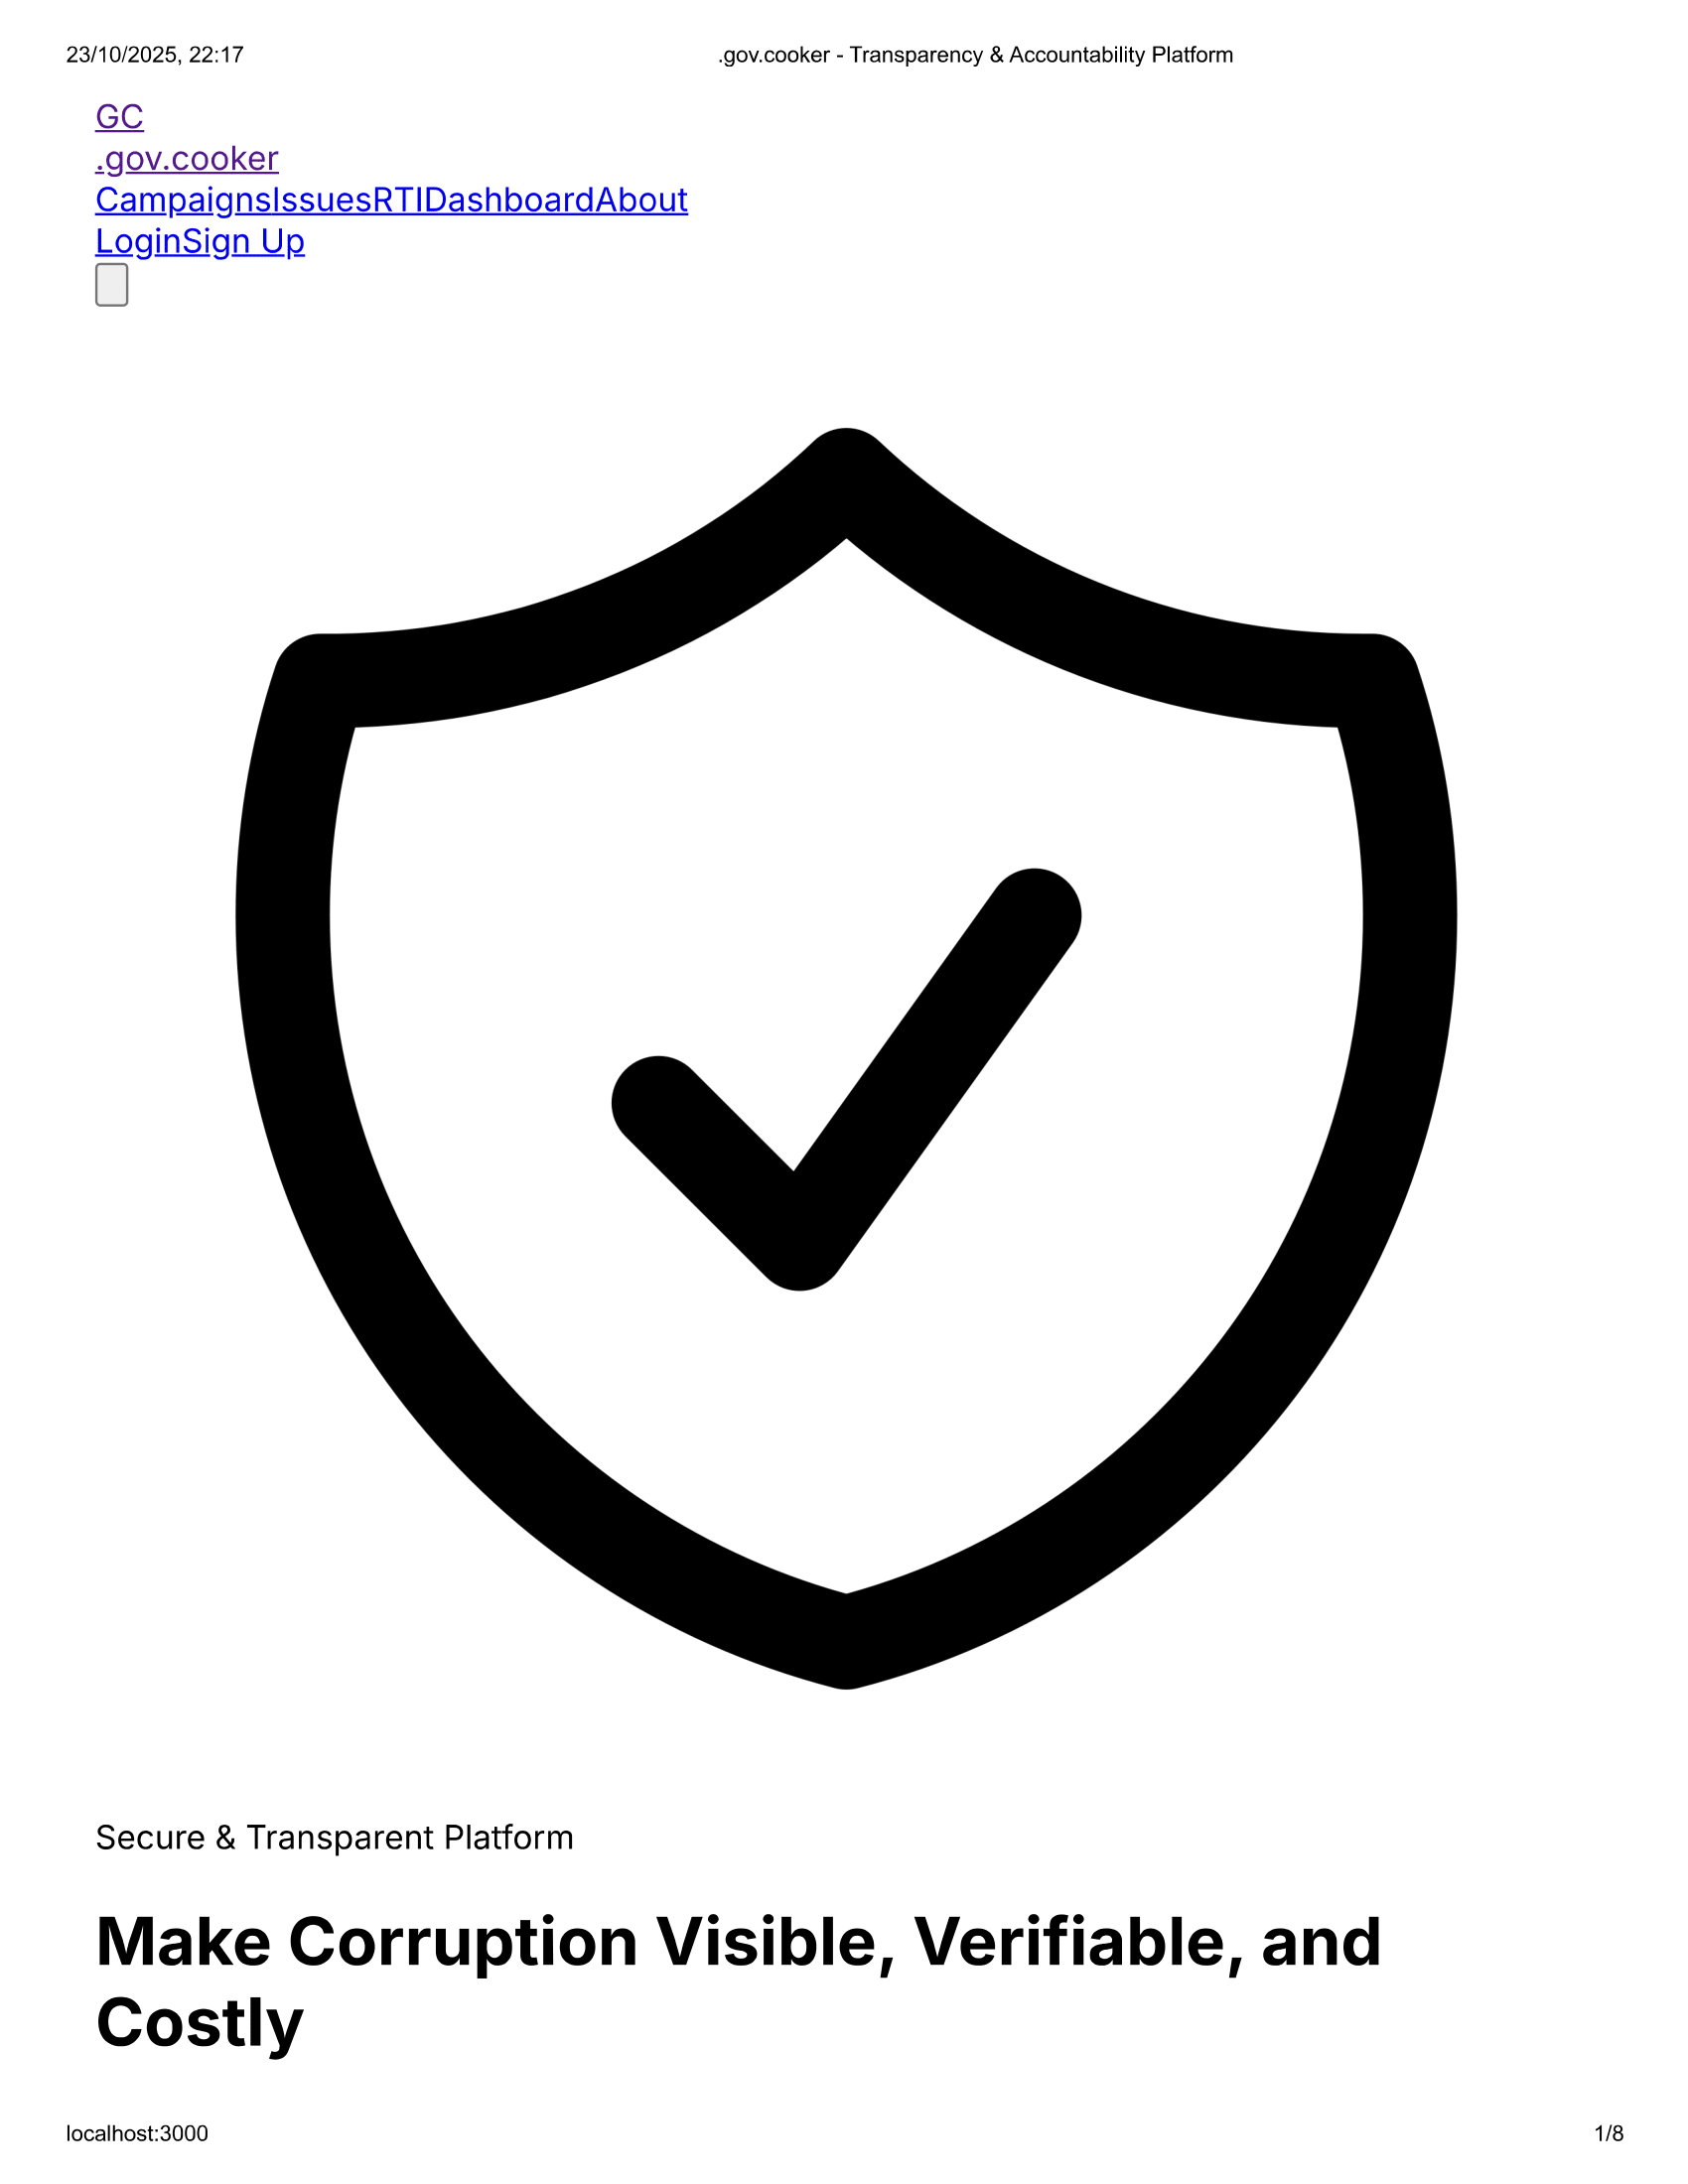 23/10/2025, 22:17 .gov.cooker - Transparency & Accountability Platform
GC
.gov.cooker
CampaignsIssuesRTIDashboardAbout
LoginSign Up
Secure & Transparent Platform
Make Corruption Visible, Verifiable, and
Costly
localhost:3000 1/8